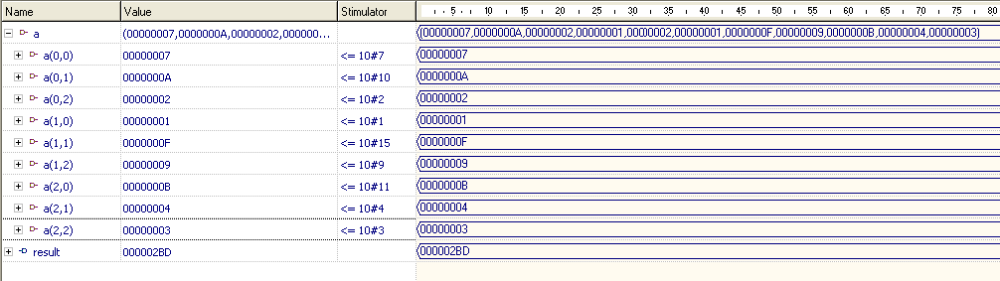 Name Value Stimulator 5 10 15 20 25 30 35 40 45 50 55 60 65 70 75 80
a (00000007,0000000A,00000002,000000... (00000007,0000000A,00000002,00000001,00000002,00000001,0000000F,00000009,0000000B,00000004,00000003)
a(0,0) 00000007 <= 10#7 00000007
a(0,1) 0000000A <= 10#10 0000000A
a(0,2) 00000002 <= 10#2 00000002
a(1,0) 00000001 <= 10#1 00000001
a(1,1) 0000000F <= 10#15 0000000F
a(1,2) 00000009 <= 10#9 00000009
a(2,0) 0000000B <= 10#11 0000000B
a(2,1) 00000004 <= 10#4 00000004
a(2,2) 00000003 <= 10#3 00000003
result 000002BD 000002BD